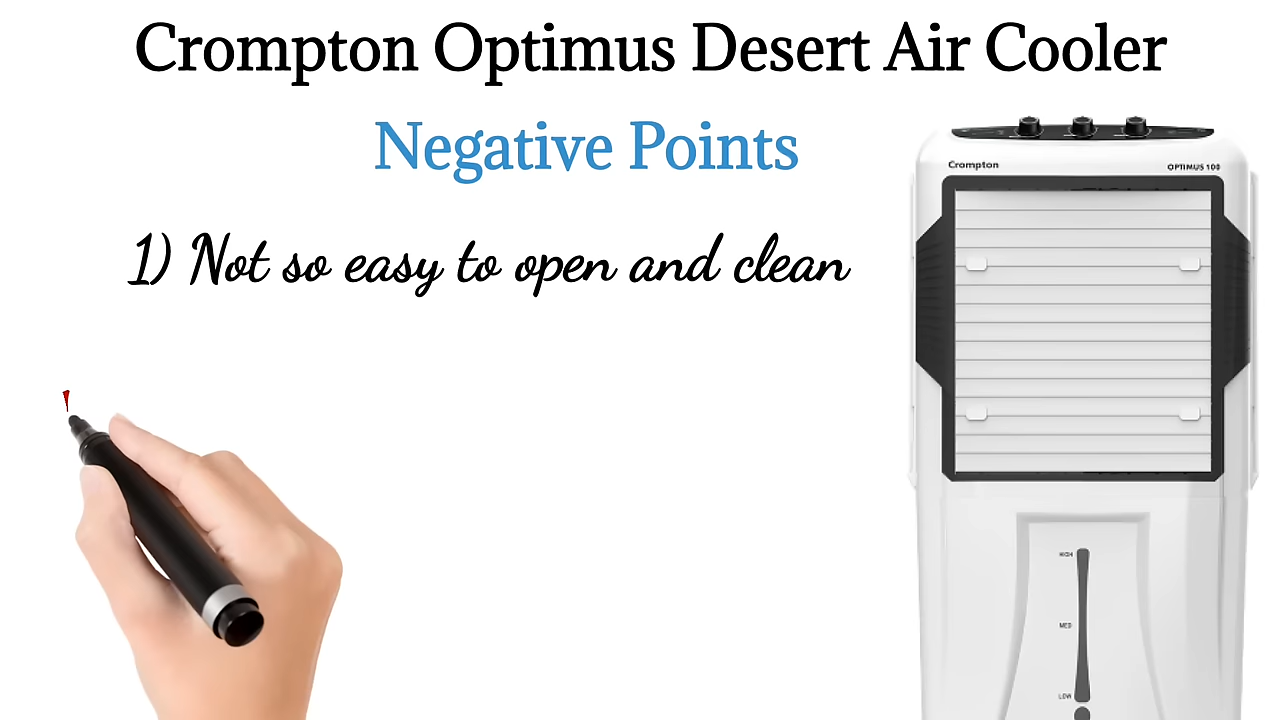 Crompton Optimus Desert Air Cooler
Negative Points
Crompton
OPTIMUS 100
1) Not so easy to open and clean
HIGH
MED
LOW